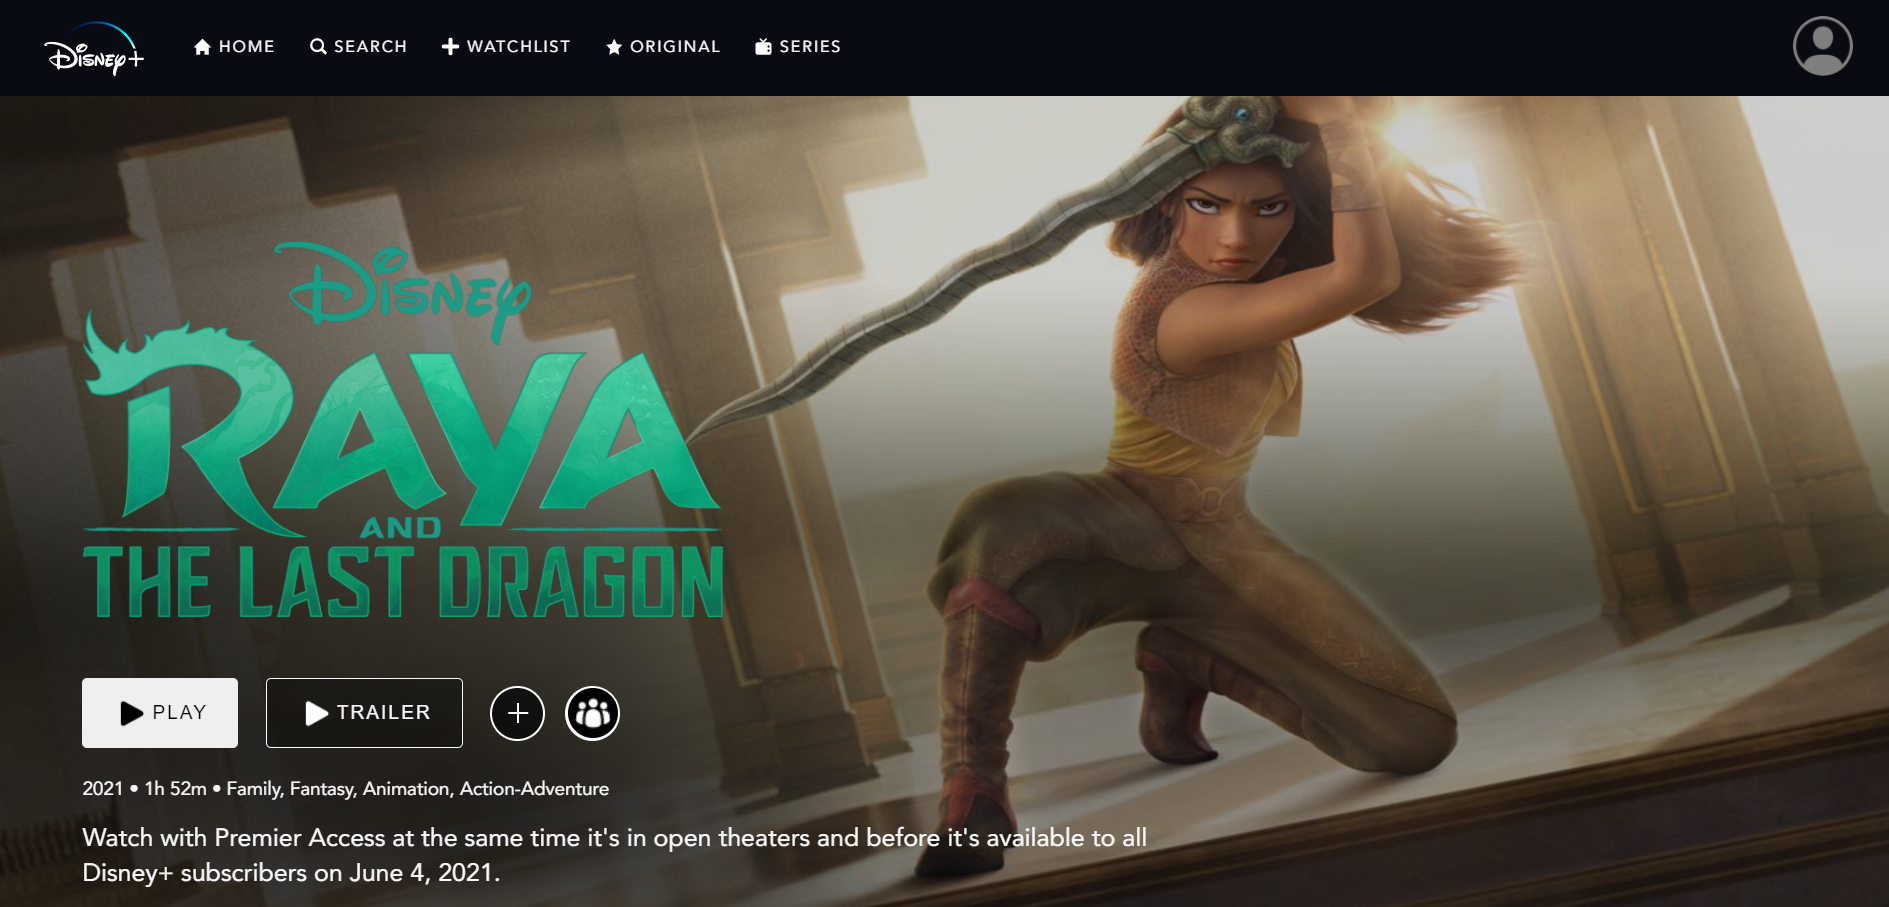 Disney+
HOME
SEARCH
WATCHLIST
ORIGINAL
SERIES
Disney
RAYA
AND
THE LAST DRAGON
PLAY
TRAILER
2021 • 1h 52m • Family, Fantasy, Animation, Action-Adventure
Watch with Premier Access at the same time it's in open theaters and before it's available to all
Disney+ subscribers on June 4, 2021.